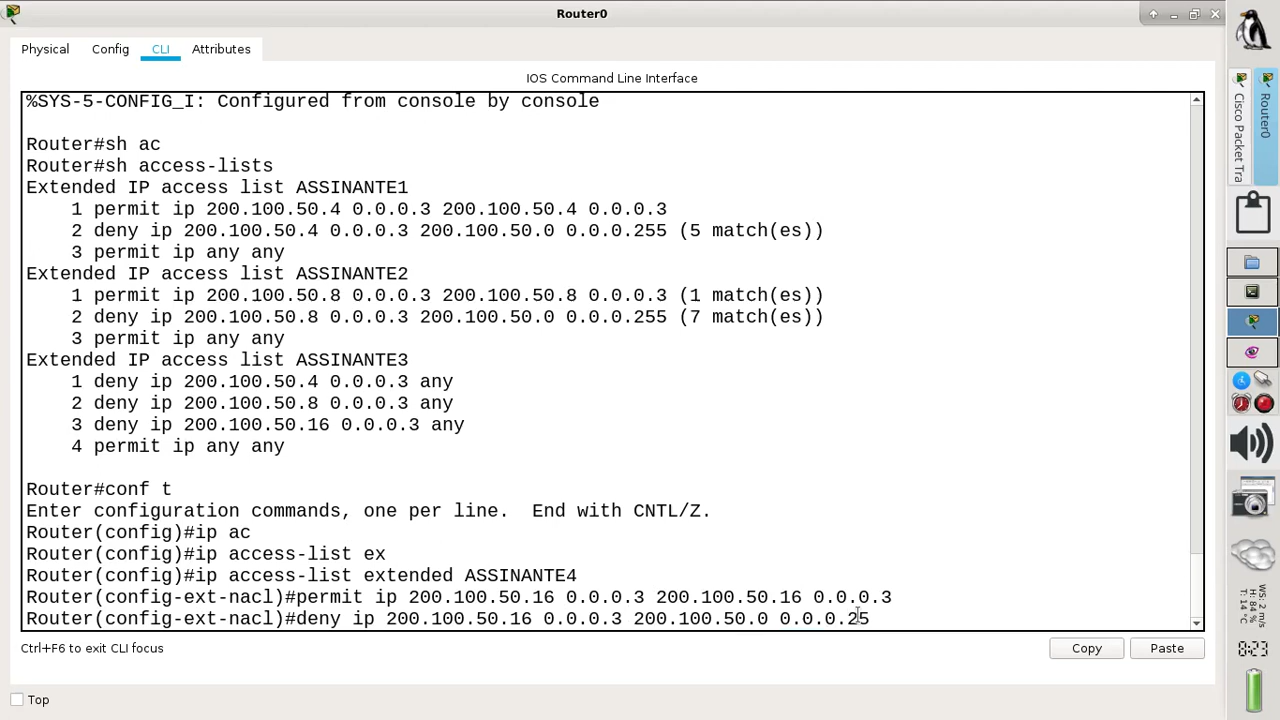 Router0
Physical
Config
CLI
Attributes
IOS Command Line Interface
%SYS-5-CONFIG_I: Configured from console by console
Router#sh ac
Router#sh access-lists
Extended IP access list ASSINANTE1
1 permit ip 200.100.50.4 0.0.0.3 200.100.50.4 0.0.0.3
2 deny ip 200.100.50.4 0.0.0.3 200.100.50.0 0.0.0.255 (5 match(es))
3 permit ip any any
Extended IP access list ASSINANTE2
1 permit ip 200.100.50.8 0.0.0.3 200.100.50.8 0.0.0.3 (1 match(es))
2 deny ip 200.100.50.8 0.0.0.3 200.100.50.0 0.0.0.255 (7 match(es))
3 permit ip any any
Extended IP access list ASSINANTE3
1 deny ip 200.100.50.4 0.0.0.3 any
2 deny ip 200.100.50.8 0.0.0.3 any
3 deny ip 200.100.50.16 0.0.0.3 any
4 permit ip any any
Router#conf t
Enter configuration commands, one per line.  End with CNTL/Z.
Router(config)#ip ac
Router(config)#ip access-list ex
Router(config)#ip access-list extended ASSINANTE4
Router(config-ext-nacl)#permit ip 200.100.50.16 0.0.0.3 200.100.50.16 0.0.0.3
Router(config-ext-nacl)#deny ip 200.100.50.16 0.0.0.3 200.100.50.0 0.0.0.25
Ctrl+F6 to exit CLI focus
Copy
Paste
Top
Cisco Packet Tra
Router0
WS: 2 m/s
H: 84 %
T: 14 °C
8:23